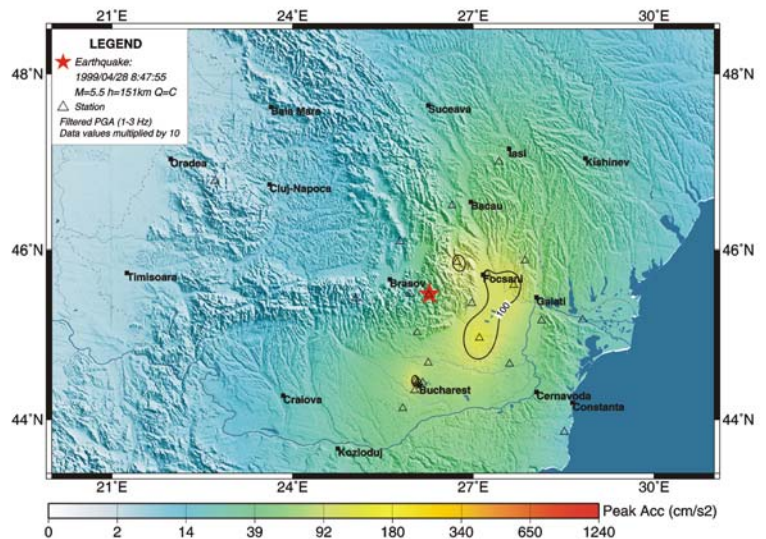 21˚E 24˚E 27˚E 30˚E
LEGEND
Earthquake:
1999/04/28 8:47:55
M=5.5 h=151km Q=C
Station
Filtered PGA (1-3 Hz)
Data values multiplied by 10
48˚N
48˚N
Baia Mara
Suceava
Oradea
Iasi
Kishinev
Cluj-Napoca
Bacau
46˚N
46˚N
Timisoara
Brasov
Focsani
Galati
100
Bucharest
Craiova
Cernavoda
Constanta
44˚N
44˚N
Kozloduj
21˚E 24˚E 27˚E 30˚E
Peak Acc (cm/s2)
0 2 14 39 92 180 340 650 1240